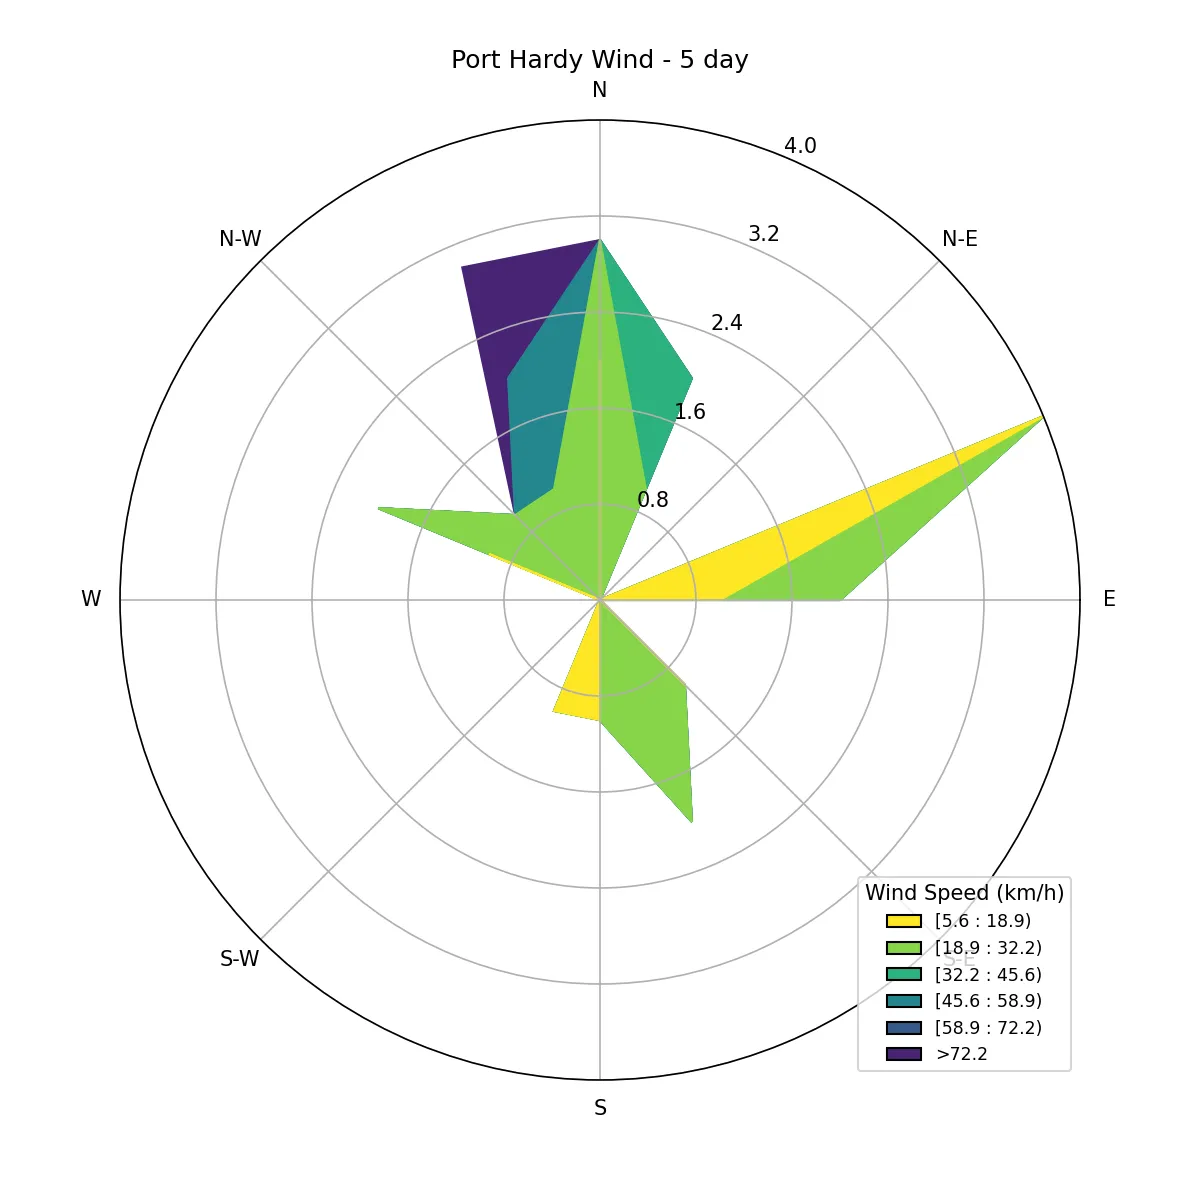 Port Hardy Wind - 5 day
N
4.0
N-W
3.2
N-E
2.4
1.6
0.8
W
E
S-W
S-E
Wind Speed (km/h)
[5.6 : 18.9)
[18.9 : 32.2)
[32.2 : 45.6)
[45.6 : 58.9)
[58.9 : 72.2)
>72.2
S